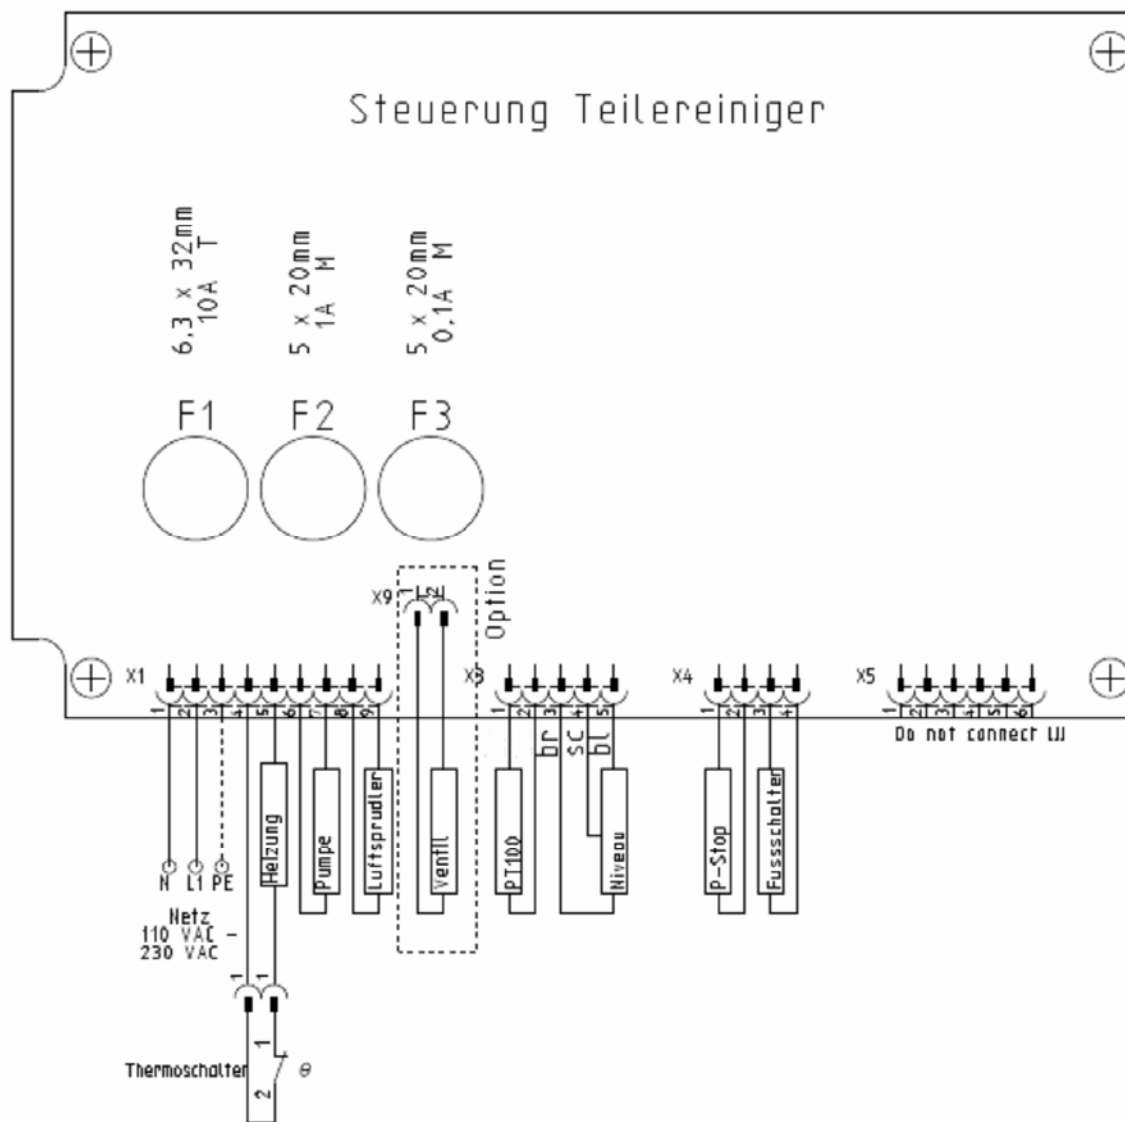 Steuerung Teilereiniger
6,3 x 32mm
10A T
5 x 20mm
1A M
5 x 20mm
0,1A M
F1 F2 F3
X9 1 2
Option
X1 1 2 3 4 5 6 7 8 9
X3 1 2 3 4 5
X4 1 2 3 4
X5 1 2 3 4 5 6
Do not connect !!!
br sc bl
Heizung
Pumpe
Luftsprudler
Ventil
PT100
Niveau
P-Stop
Fussschalter
N L1 PE
Netz
110 VAC -
230 VAC
1 1
1
Thermoschalter θ
2